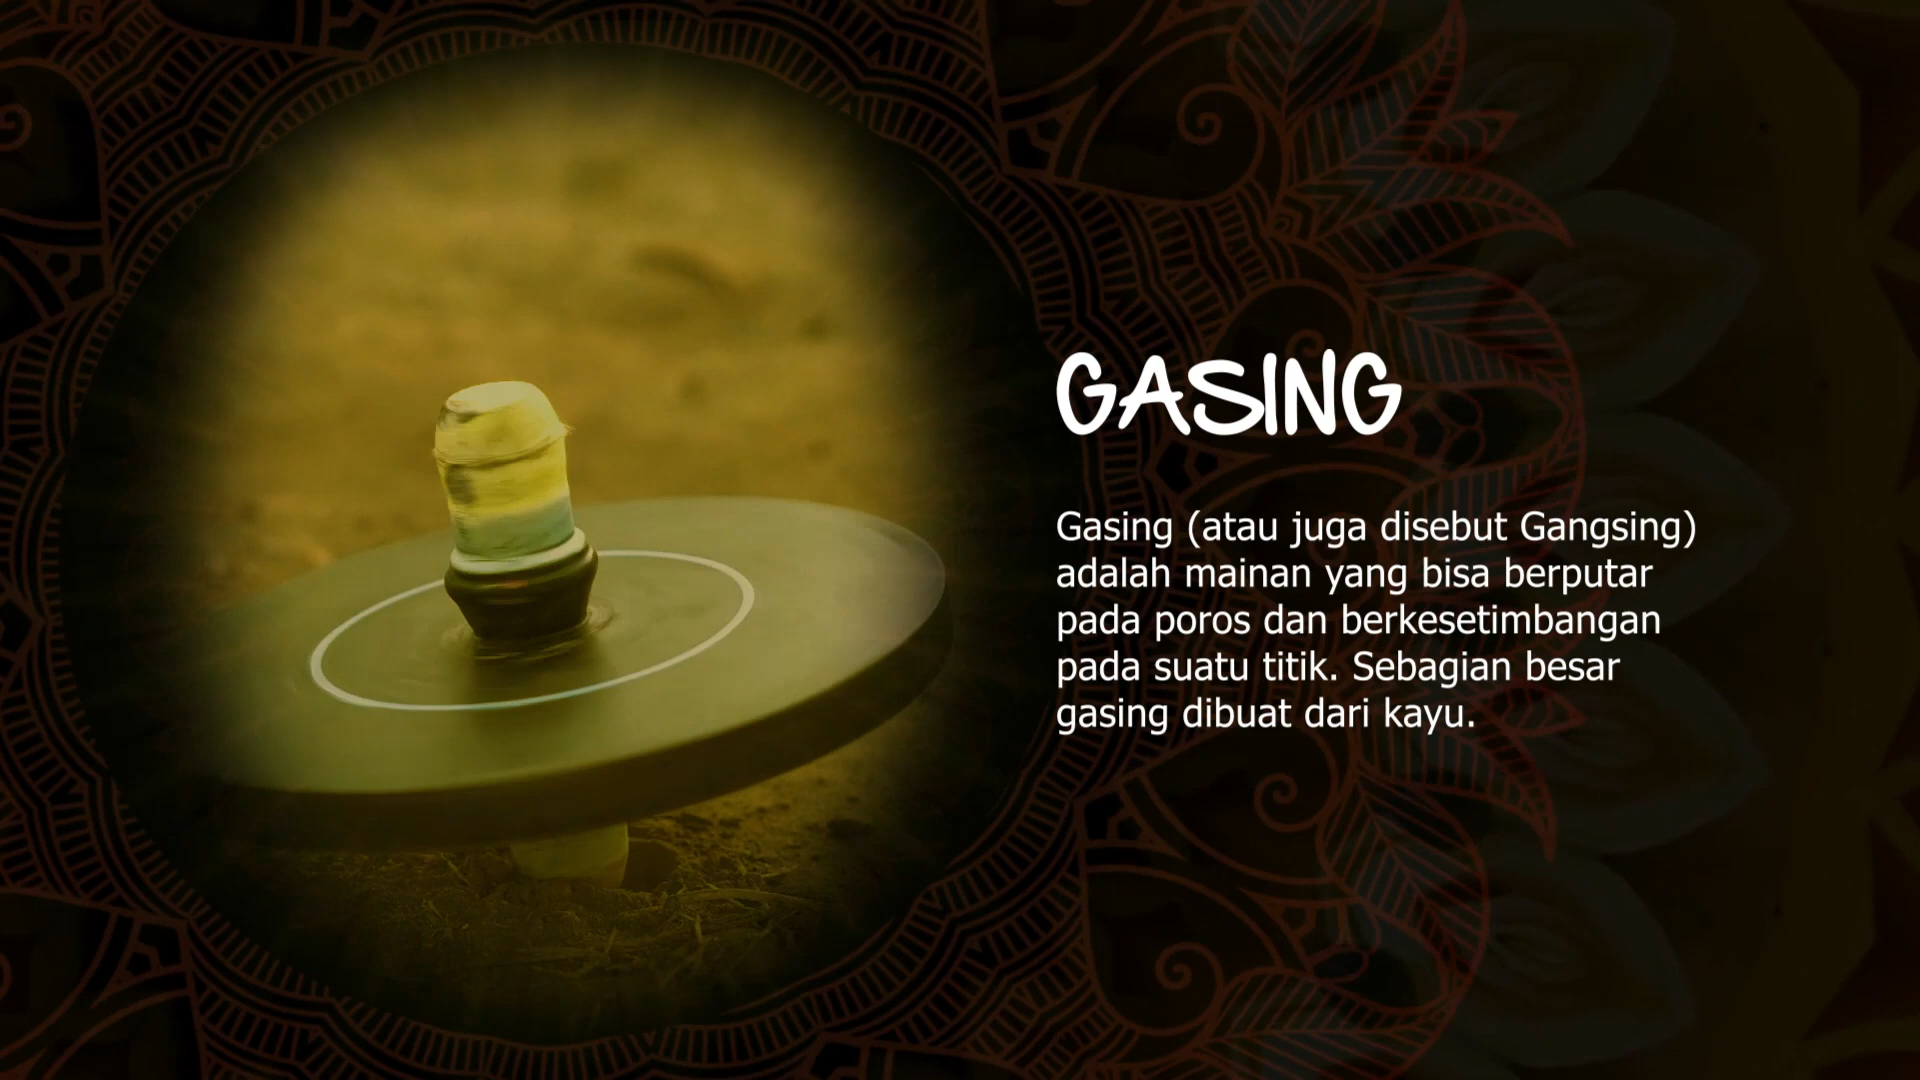 GASING
Gasing (atau juga disebut Gangsing)
adalah mainan yang bisa berputar
pada poros dan berkesetimbangan
pada suatu titik. Sebagian besar
gasing dibuat dari kayu.